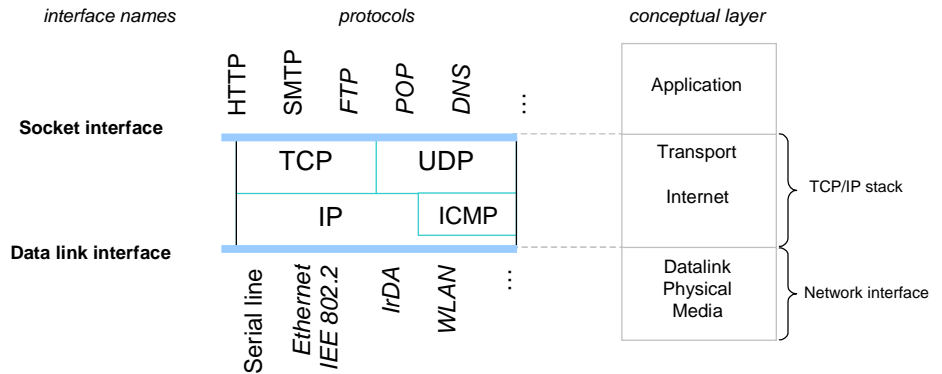 interface names
protocols
conceptual layer
HTTP
SMTP
FTP
POP
DNS
...
Application
Socket interface
TCP
UDP
Transport
TCP/IP stack
Internet
IP
ICMP
Data link interface
Serial line
Ethernet
IEE 802.2
IrDA
WLAN
...
Datalink
Physical
Media
Network interface